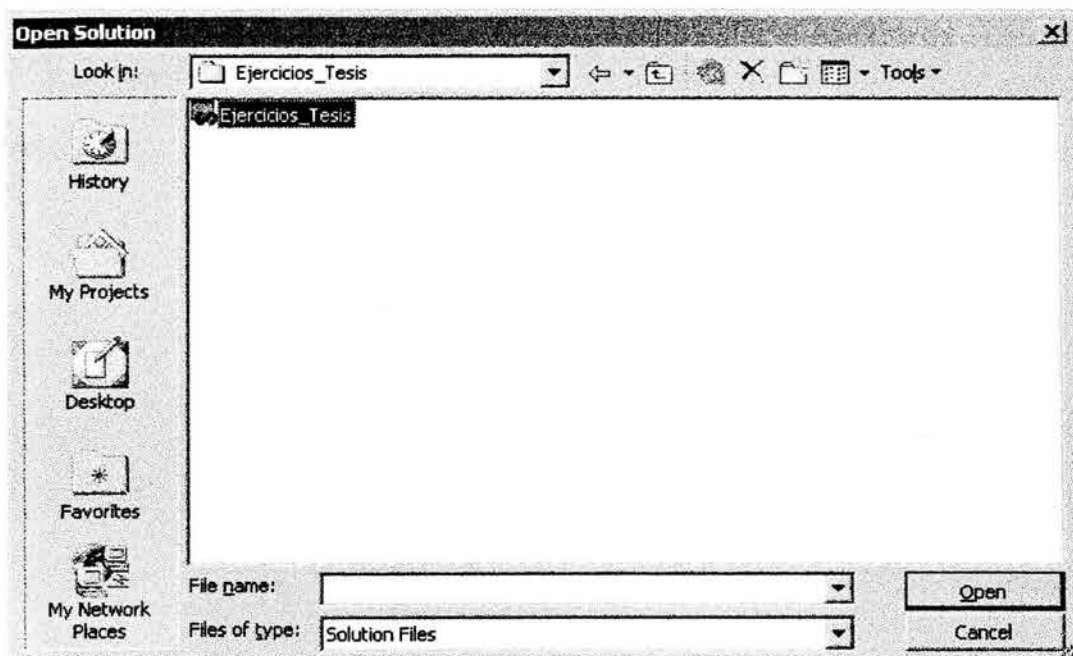 Open Solution
Look in: Ejercicios_Tesis Tools
Ejercicios_Tesis
History
My Projects
Desktop
Favorites
My Network
Places
File name: Open
Files of type: Solution Files Cancel